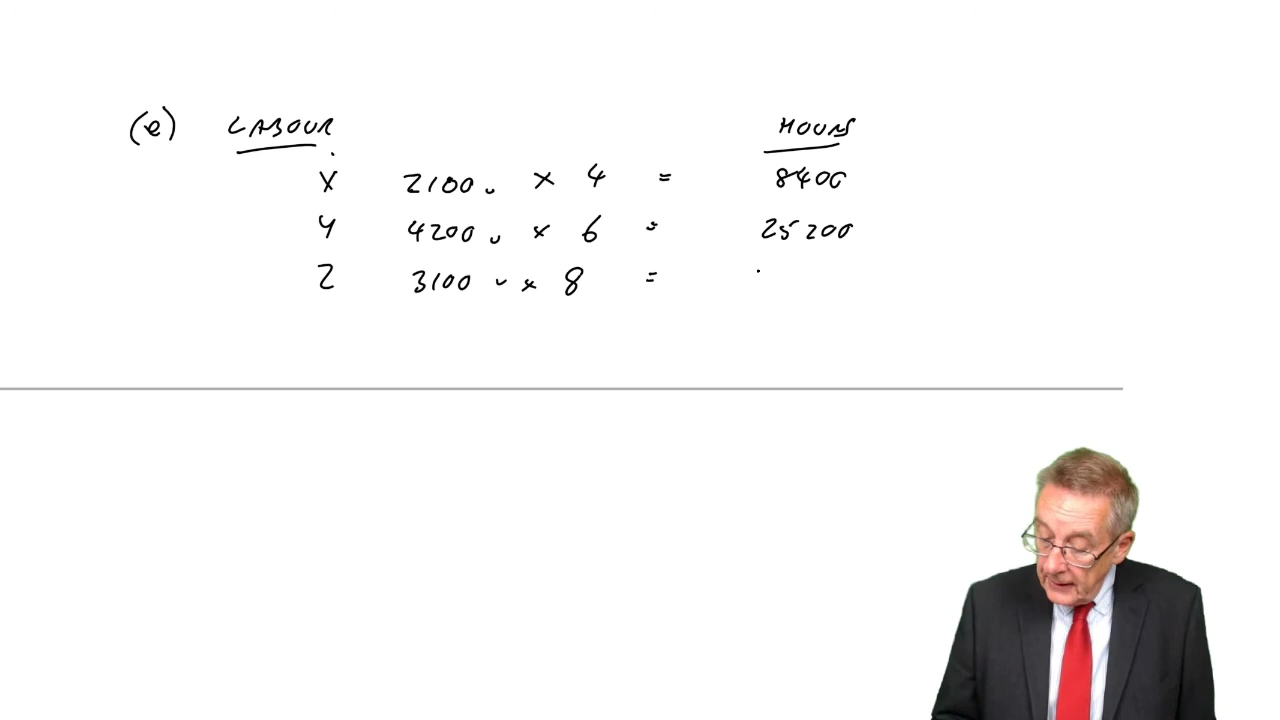 (e) LABOUR HOURS
X 2100 u × 4 = 8400
Y 4200 u × 6 = 25200
Z 3100 u × 8 =